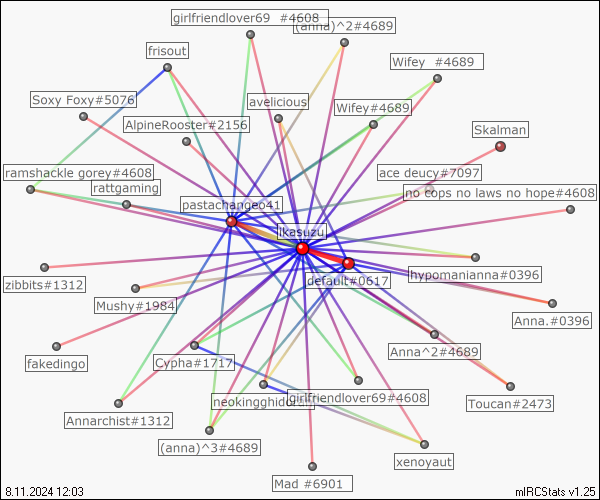 girlfriendlover69 #4608
(anna)^2#4689
frisout
Wifey #4689
Soxy Foxy#5076
avelicious
Wifey#4689
AlpineRooster#2156
Skalman
ramshackle gorey#4608
ace deucy#7097
rattgaming
no cops no laws no hope#4608
pastachangeo41
ikasuzu
zibbits#1312
default#0617
hypomanianna#0396
Mushy#1984
Anna.#0396
fakedingo
Cypha#1717
Anna^2#4689
neokingghidorah
girlfriendlover69#4608
Toucan#2473
Annarchist#1312
(anna)^3#4689
xenoyaut
Mad #6901
8.11.2024 12:03
mIRCStats v1.25